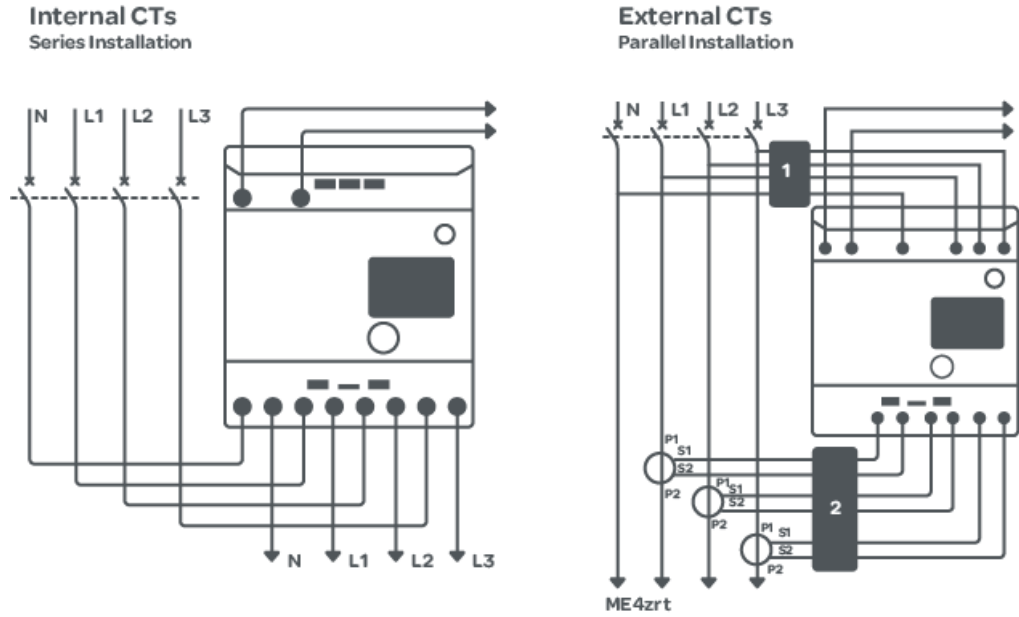 Internal CTs
Series Installation
N L1 L2 L3
N L1 L2 L3
External CTs
Parallel Installation
N L1 L2 L3
1
P1
S1
S2
P2
P1
S1
S2
P2
P1
S1
S2
P2
2
ME4zrt